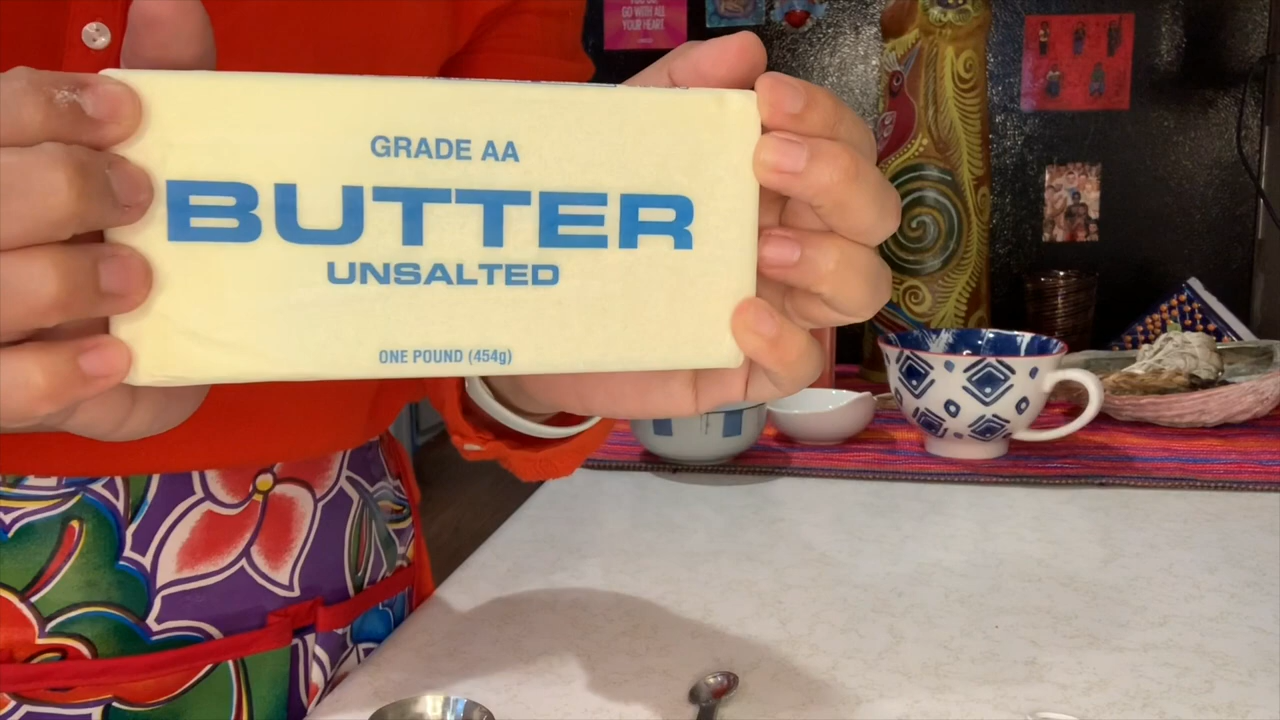 GRADE AA
BUTTER
UNSALTED
ONE POUND (454g)
GO WITH ALL
YOUR HEART